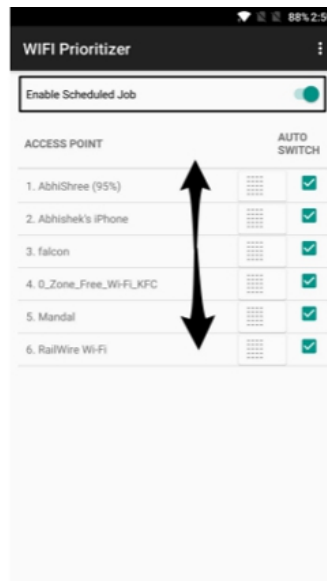 88% 2:5
WIFI Prioritizer
Enable Scheduled Job
ACCESS POINT
AUTO
SWITCH
1. AbhiShree (95%)
2. Abhishek's iPhone
3. falcon
4. 0_Zone_Free_Wi-Fi_KFC
5. Mandal
6. RailWire Wi-Fi